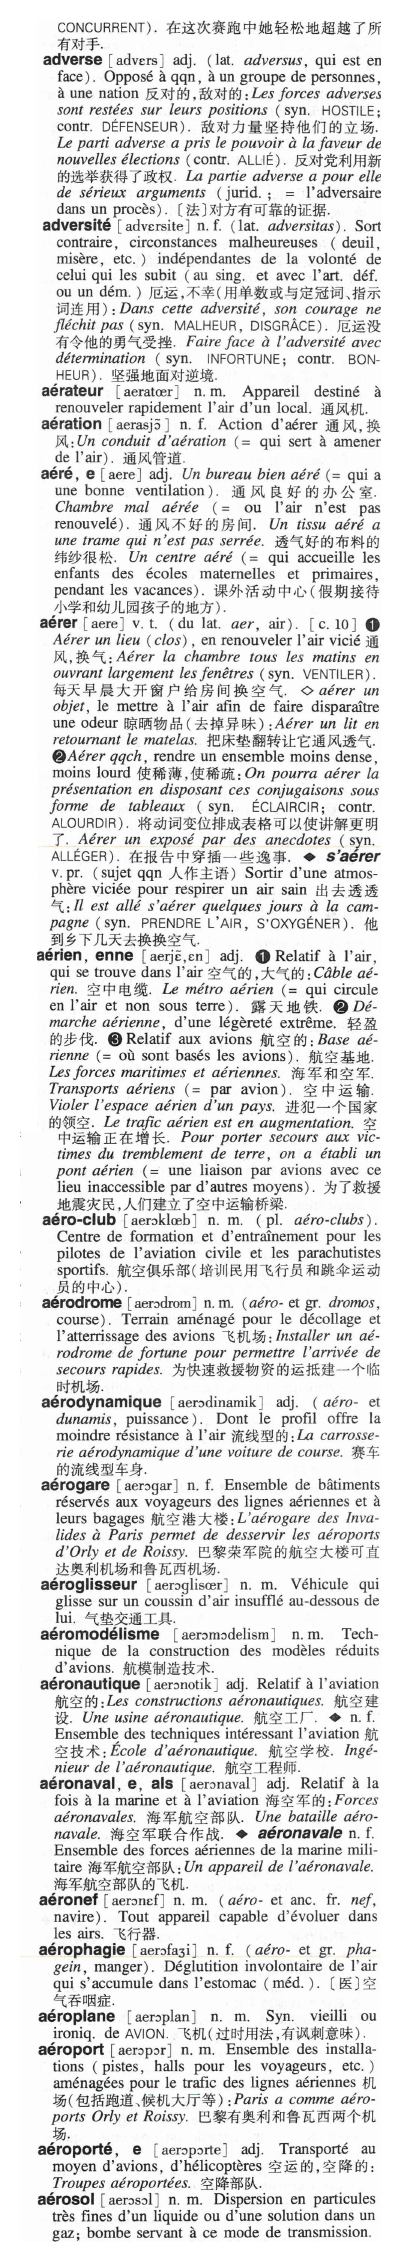 CONCURRENT). 在这次赛跑中她轻松地超越了所
有对手.
adverse [advɛrs] adj. (lat. adversus, qui est en
face). Opposé à qqn, à un groupe de personnes,
à une nation 反对的,敌对的:Les forces adverses
sont restées sur leurs positions (syn. HOSTILE;
contr. DÉFENSEUR). 敌对力量坚持他们的立场.
Le parti adverse a pris le pouvoir à la faveur de
nouvelles élections (contr. ALLIÉ). 反对党利用新
的选举获得了政权. La partie adverse a pour elle
de sérieux arguments (jurid.; = l'adversaire
dans un procès). 〔法〕对方有可靠的证据.
adversité [advɛrsite] n. f. (lat. adversitas). Sort
contraire, circonstances malheureuses (deuil,
misère, etc.) indépendantes de la volonté de
celui qui les subit (au sing. et avec l'art. déf.
ou un dém.) 厄运,不幸(用单数或与定冠词、指示
词连用):Dans cette adversité, son courage ne
fléchit pas (syn. MALHEUR, DISGRÂCE). 厄运没
有令他的勇气受挫. Faire face à l'adversité avec
détermination (syn. INFORTUNE; contr. BON-
HEUR). 坚强地面对逆境.
aérateur [aeratœr] n. m. Appareil destiné à
renouveler rapidement l'air d'un local. 通风机.
aération [aerasjɔ̃] n. f. Action d'aérer 通风,换
风:Un conduit d'aération (= qui sert à amener
de l'air). 通风管道.
aéré, e [aere] adj. Un bureau bien aéré (= qui a
une bonne ventilation). 通风良好的办公室.
Chambre mal aérée (= ou l'air n'est pas
renouvelé). 通风不好的房间. Un tissu aéré a
une trame qui n'est pas serrée. 透气好的布料的
纬纱很松. Un centre aéré (= qui accueille les
enfants des écoles maternelles et primaires,
pendant les vacances). 课外活动中心(假期接待
小学和幼儿园孩子的地方).
aérer [aere] v. t. (du lat. aer, air). [c. 10] ❶
Aérer un lieu (clos), en renouveler l'air vicié 通
风,换气:Aérer la chambre tous les matins en
ouvrant largement les fenêtres (syn. VENTILER).
每天早晨大开窗户给房间换空气. ◇ aérer un
objet, le mettre à l'air afin de faire disparaître
une odeur 晾晒物品(去掉异味):Aérer un lit en
retournant le matelas. 把床垫翻转让它通风透气.
❷Aérer qqch, rendre un ensemble moins dense,
moins lourd 使稀薄,使稀疏:On pourra aérer la
présentation en disposant ces conjugaisons sous
forme de tableaux (syn. ÉCLAIRCIR; contr.
ALOURDIR). 将动词变位排成表格可以使讲解更明
了. Aérer un exposé par des anecdotes (syn.
ALLÉGER). 在报告中穿插一些逸事. ◆ s'aérer
v. pr. (sujet qqn 人作主语) Sortir d'une atmos-
phère viciée pour respirer un air sain 出去透透
气:Il est allé s'aérer quelques jours à la cam-
pagne (syn. PRENDRE L'AIR, S'OXYGÉNER). 他
到乡下几天去换换空气.
aérien, enne [aerjɛ̃,ɛn] adj. ❶ Relatif à l'air,
qui se trouve dans l'air 空气的,大气的:Câble aé-
rien. 空中电缆. Le métro aérien (= qui circule
en l'air et non sous terre). 露天地铁. ❷ Dé-
marche aérienne, d'une légèreté extrême. 轻盈
的步伐. ❸ Relatif aux avions 航空的:Base aé-
rienne (= où sont basés les avions). 航空基地.
Les forces maritimes et aériennes. 海军和空军.
Transports aériens (= par avion). 空中运输.
Violer l'espace aérien d'un pays. 进犯一个国家
的领空. Le trafic aérien est en augmentation. 空
中运输正在增长. Pour porter secours aux vic-
times du tremblement de terre, on a établi un
pont aérien (= une liaison par avions avec ce
lieu inaccessible par d'autres moyens). 为了救援
地震灾民,人们建立了空中运输桥梁.
aéro-club [aerɔklœb] n. m. (pl. aéro-clubs).
Centre de formation et d'entraînement pour les
pilotes de l'aviation civile et les parachutistes
sportifs. 航空俱乐部(培训民用飞行员和跳伞运动
员的中心).
aérodrome [aerɔdrom] n. m. (aéro- et gr. dromos,
course). Terrain aménagé pour le décollage et
l'atterrissage des avions 飞机场:Installer un aé-
rodrome de fortune pour permettre l'arrivée de
secours rapides. 为快速救援物资的运抵建一个临
时机场.
aérodynamique [aerɔdinamik] adj. (aéro- et
dunamis, puissance). Dont le profil offre la
moindre résistance à l'air 流线型的:La carrosse-
rie aérodynamique d'une voiture de course. 赛车
的流线型车身.
aérogare [aerɔgar] n. f. Ensemble de bâtiments
réservés aux voyageurs des lignes aériennes et à
leurs bagages 航空港大楼:L'aérogare des Inva-
lides à Paris permet de desservir les aéroports
d'Orly et de Roissy. 巴黎荣军院的航空大楼可直
达奥利机场和鲁瓦西机场.
aéroglisseur [aerɔglisœr] n. m. Véhicule qui
glisse sur un coussin d'air insufflé au-dessous de
lui. 气垫交通工具.
aéromodélisme [aerɔmɔdelism] n. m. Tech-
nique de la construction des modèles réduits
d'avions. 航模制造技术.
aéronautique [aerɔnotik] adj. Relatif à l'aviation
航空的:Les constructions aéronautiques. 航空建
设. Une usine aéronautique. 航空工厂. ◆ n. f.
Ensemble des techniques intéressant l'aviation 航
空技术:École d'aéronautique. 航空学校. Ingé-
nieur de l'aéronautique. 航空工程师.
aéronaval, e, als [aerɔnaval] adj. Relatif à la
fois à la marine et à l'aviation 海空军的:Forces
aéronavales. 海军航空部队. Une bataille aéro-
navale. 海空军联合作战. ◆ aéronavale n. f.
Ensemble des forces aériennes de la marine mili-
taire 海军航空部队:Un appareil de l'aéronavale.
海军航空部队的飞机.
aéronef [aerɔnɛf] n. m. (aéro- et anc. fr. nef,
navire). Tout appareil capable d'évoluer dans
les airs. 飞行器.
aérophagie [aerɔfaʒi] n. f. (aéro- et gr. pha-
gein, manger). Déglutition involontaire de l'air
qui s'accumule dans l'estomac (méd.). 〔医〕空
气吞咽症.
aéroplane [aerɔplan] n. m. Syn. vieilli ou
ironiq. de AVION. 飞机(过时用法,有讽刺意味).
aéroport [aerɔpɔr] n. m. Ensemble des installa-
tions (pistes, halls pour les voyageurs, etc.)
aménagées pour le trafic des lignes aériennes 机
场(包括跑道、候机大厅等):Paris a comme aéro-
ports Orly et Roissy. 巴黎有奥利和鲁瓦西两个机
场.
aéroporté, e [aerɔpɔrte] adj. Transporté au
moyen d'avions, d'hélicoptères 空运的,空降的:
Troupes aéroportées. 空降部队.
aérosol [aerɔsɔl] n. m. Dispersion en particules
très fines d'un liquide ou d'une solution dans un
gaz; bombe servant à ce mode de transmission.